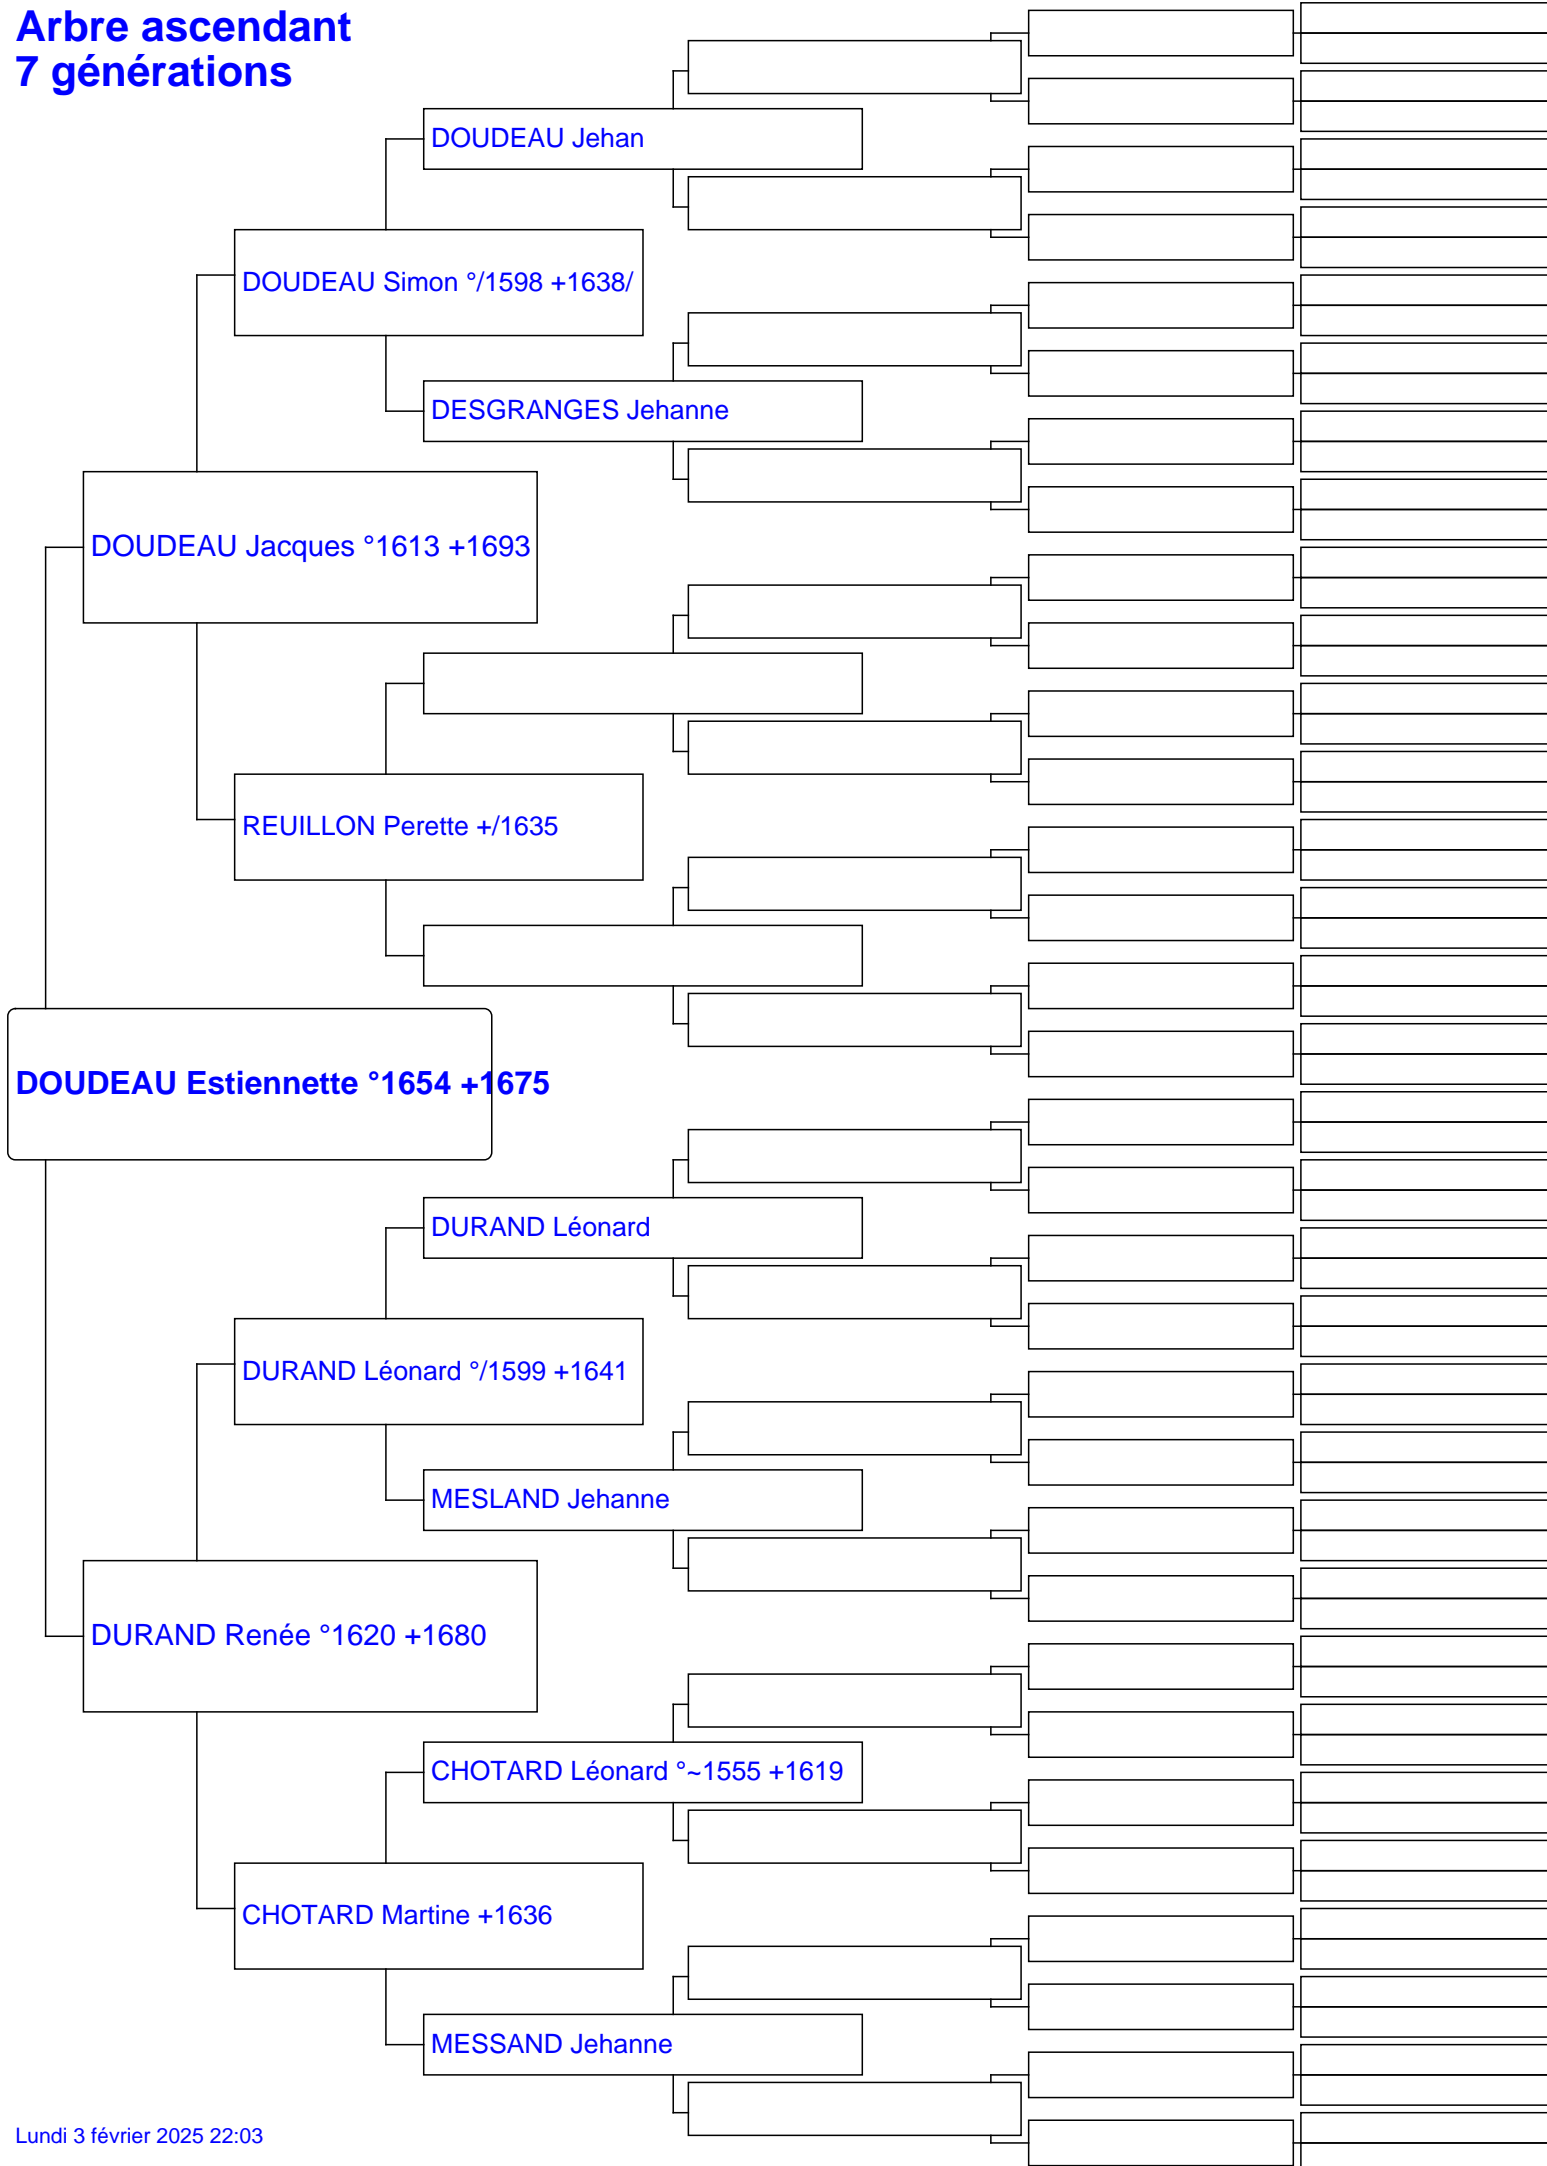 Arbre ascendant
7 générations
DOUDEAU Jehan
DOUDEAU Simon °/1598 +1638/
DESGRANGES Jehanne
DOUDEAU Jacques °1613 +1693
REUILLON Perette +/1635
DOUDEAU Estiennette °1654 +1675
DURAND Léonard
DURAND Léonard °/1599 +1641
MESLAND Jehanne
DURAND Renée °1620 +1680
CHOTARD Léonard °~1555 +1619
CHOTARD Martine +1636
MESSAND Jehanne
Lundi 3 février 2025 22:03